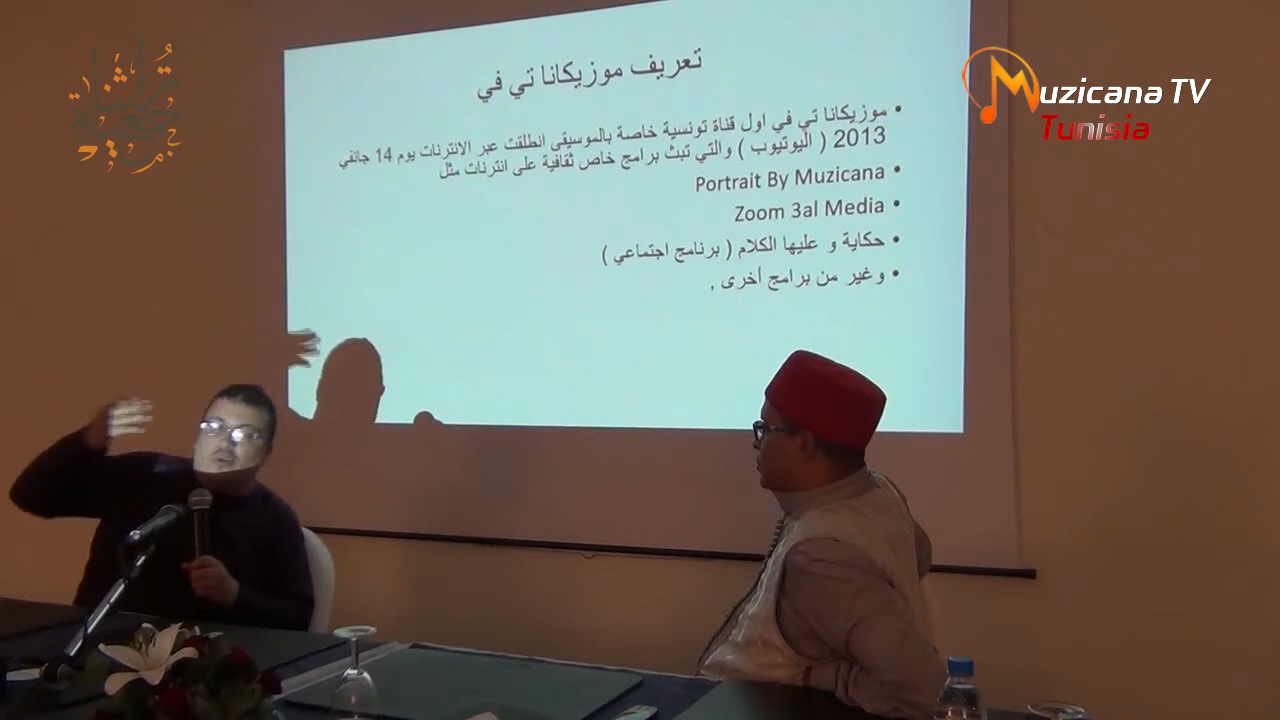 تعريف موزيكانا تي في
• موزيكانا تي في اول قناة تونسية خاصة بالموسيقى انطلقت عبر الانترنات يوم 14 جانفي
2013 ( اليوتيوب ) والتي تبث برامج خاص ثقافية على انترنات مثل
• Portrait By Muzicana
• Zoom 3al Media
• حكاية و عليها الكلام ( برنامج اجتماعي )
• وغير من برامج أخرى ,
Muzicana TV
Tunisia